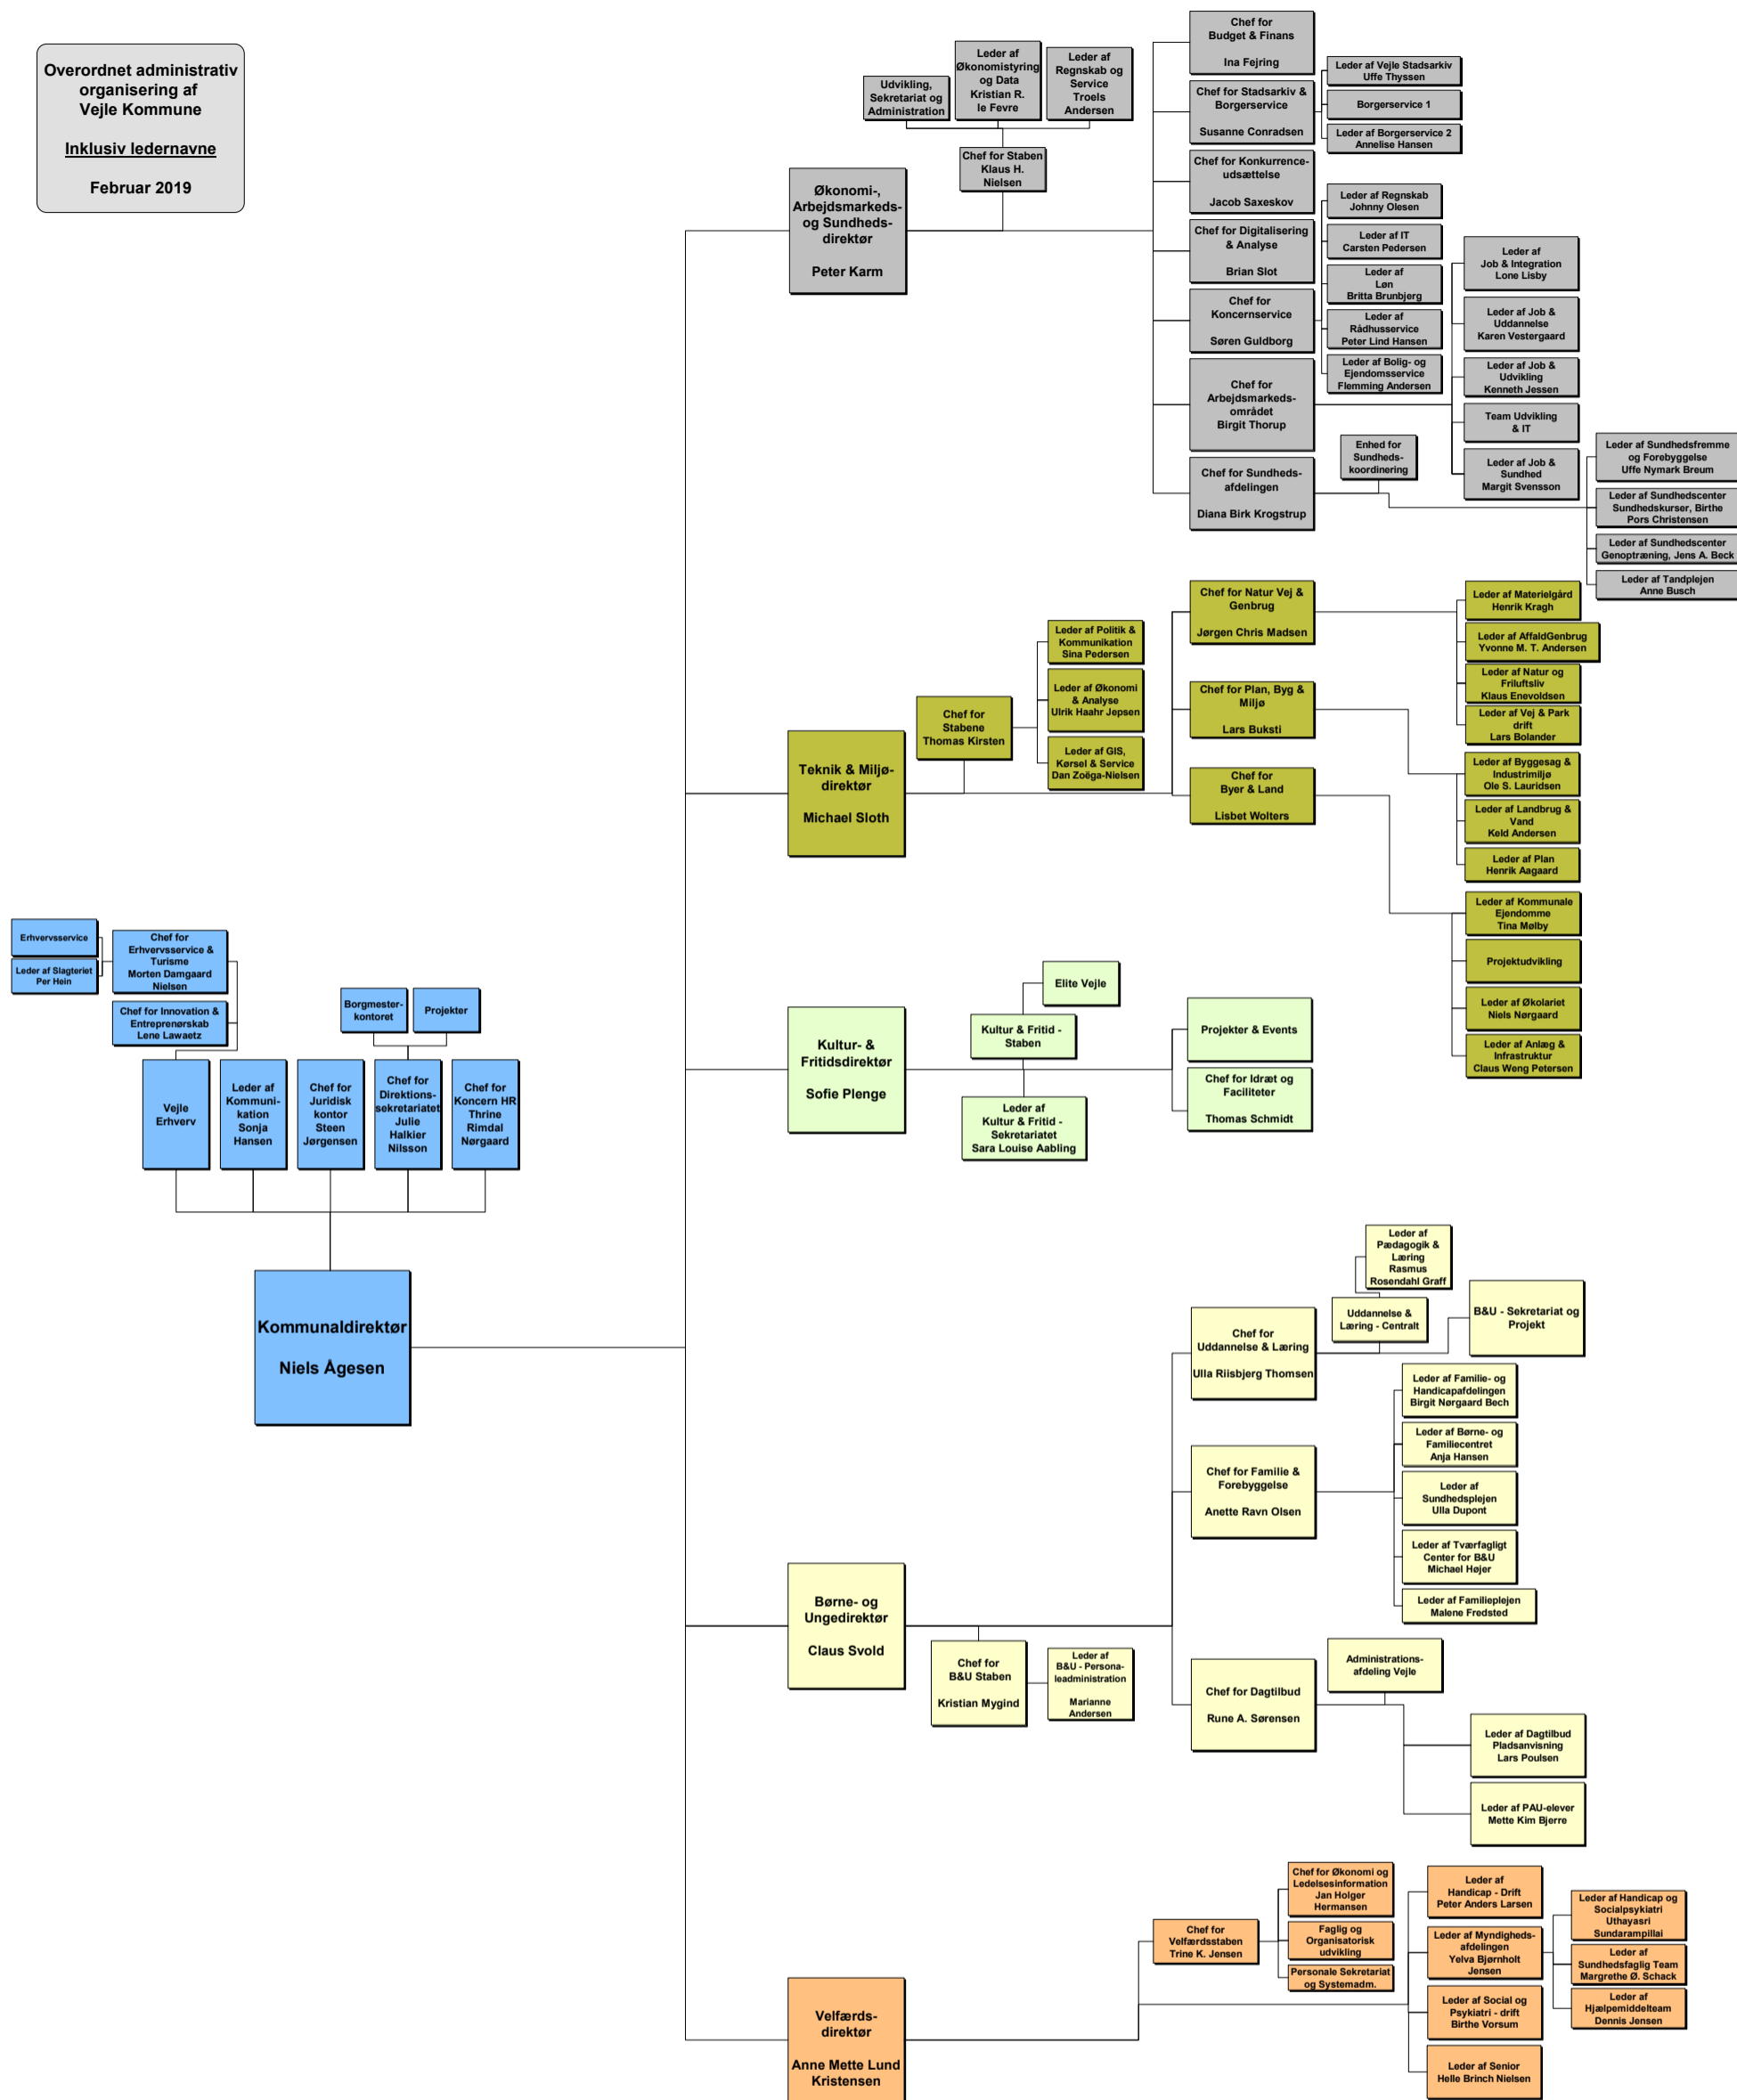 Overordnet administrativ
organisering af
Vejle Kommune
Inklusiv ledernavne
Februar 2019
Udvikling,
Sekretariat og
Administration
Leder af
Økonomistyring
og Data
Kristian R.
le Fevre
Leder af
Regnskab og
Service
Troels
Andersen
Chef for Staben
Klaus H.
Nielsen
Økonomi-,
Arbejdsmarkeds-
og Sundheds-
direktør
Peter Karm
Chef for
Budget & Finans
Ina Fejring
Chef for Stadsarkiv &
Borgerservice
Susanne Conradsen
Leder af Vejle Stadsarkiv
Uffe Thyssen
Borgerservice 1
Leder af Borgerservice 2
Annelise Hansen
Chef for Konkurrence-
udsættelse
Jacob Saxeskov
Chef for Digitalisering
& Analyse
Brian Slot
Chef for
Koncernservice
Søren Guldborg
Leder af Regnskab
Johnny Olesen
Leder af IT
Carsten Pedersen
Leder af
Løn
Britta Brunbjerg
Leder af
Rådhusservice
Peter Lind Hansen
Leder af Bolig- og
Ejendomsservice
Flemming Andersen
Chef for
Arbejdsmarkeds-
området
Birgit Thorup
Leder af
Job & Integration
Lone Lisby
Leder af Job &
Uddannelse
Karen Vestergaard
Leder af Job &
Udvikling
Kenneth Jessen
Team Udvikling
& IT
Leder af Job &
Sundhed
Margit Svensson
Chef for Sundheds-
afdelingen
Diana Birk Krogstrup
Enhed for
Sundheds-
koordinering
Leder af Sundhedsfremme
og Forebyggelse
Uffe Nymark Breum
Leder af Sundhedscenter
Sundhedskurser, Birthe
Pors Christensen
Leder af Sundhedscenter
Genoptræning, Jens A. Beck
Leder af Tandplejen
Anne Busch
Teknik & Miljø-
direktør
Michael Sloth
Chef for
Stabene
Thomas Kirsten
Leder af Politik &
Kommunikation
Sina Pedersen
Leder af Økonomi
& Analyse
Ulrik Haahr Jepsen
Leder af GIS,
Kørsel & Service
Dan Zoëga-Nielsen
Chef for Natur Vej &
Genbrug
Jørgen Chris Madsen
Leder af Materielgård
Henrik Kragh
Leder af AffaldGenbrug
Yvonne M. T. Andersen
Leder af Natur og
Friluftsliv
Klaus Enevoldsen
Leder af Vej & Park
drift
Lars Bolander
Chef for Plan, Byg &
Miljø
Lars Buksti
Leder af Byggesag &
Industrimiljø
Ole S. Lauridsen
Leder af Landbrug &
Vand
Keld Andersen
Leder af Plan
Henrik Aagaard
Chef for
Byer & Land
Lisbet Wolters
Leder af Kommunale
Ejendomme
Tina Mølby
Projektudvikling
Leder af Økolariet
Niels Nørgaard
Leder af Anlæg &
Infrastruktur
Claus Weng Petersen
Erhvervsservice
Leder af Slagteriet
Per Hein
Chef for
Erhvervsservice &
Turisme
Morten Damgaard
Nielsen
Chef for Innovation &
Entreprenørskab
Lene Lawaetz
Borgmester-
kontoret
Projekter
Vejle
Erhverv
Leder af
Kommuni-
kation
Sonja
Hansen
Chef for
Juridisk
kontor
Steen
Jørgensen
Chef for
Direktions-
sekretariatet
Julie
Halkier
Nilsson
Chef for
Koncern HR
Thrine
Rimdal
Nørgaard
Kommunaldirektør
Niels Ågesen
Kultur- &
Fritidsdirektør
Sofie Plenge
Elite Vejle
Kultur & Fritid -
Staben
Leder af
Kultur & Fritid -
Sekretariatet
Sara Louise Aabling
Projekter & Events
Chef for Idræt og
Faciliteter
Thomas Schmidt
Børne- og
Ungedirektør
Claus Svold
Chef for
B&U Staben
Kristian Mygind
Leder af
B&U - Persona-
leadministration
Marianne
Andersen
Chef for
Uddannelse & Læring
Ulla Riisbjerg Thomsen
Leder af
Pædagogik &
Læring
Rasmus
Rosendahl Graff
Uddannelse &
Læring - Centralt
B&U - Sekretariat og
Projekt
Chef for Familie &
Forebyggelse
Anette Ravn Olsen
Leder af Familie- og
Handicapafdelingen
Birgit Nørgaard Bech
Leder af Børne- og
Familiecentret
Anja Hansen
Leder af
Sundhedsplejen
Ulla Dupont
Leder af Tværfagligt
Center for B&U
Michael Højer
Leder af Familieplejen
Malene Fredsted
Chef for Dagtilbud
Rune A. Sørensen
Administrations-
afdeling Vejle
Leder af Dagtilbud
Pladsanvisning
Lars Poulsen
Leder af PAU-elever
Mette Kim Bjerre
Velfærds-
direktør
Anne Mette Lund
Kristensen
Chef for
Velfærdsstaben
Trine K. Jensen
Chef for Økonomi og
Ledelsesinformation
Jan Holger
Hermansen
Faglig og
Organisatorisk
udvikling
Personale Sekretariat
og Systemadm.
Leder af
Handicap - Drift
Peter Anders Larsen
Leder af Myndigheds-
afdelingen
Yelva Bjørnholt
Jensen
Leder af Handicap og
Socialpsykiatri
Uthayasri
Sundarampillai
Leder af
Sundhedsfaglig Team
Margrethe Ø. Schack
Leder af
Hjælpemiddelteam
Dennis Jensen
Leder af Social og
Psykiatri - drift
Birthe Vorsum
Leder af Senior
Helle Brinch Nielsen